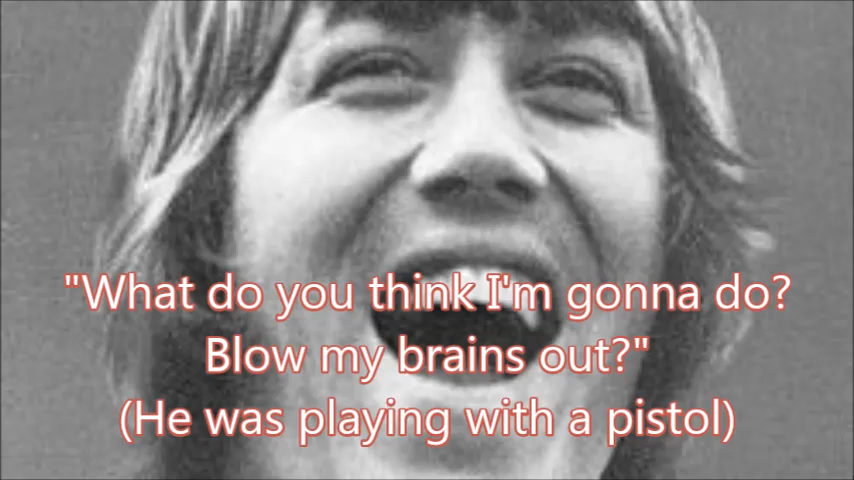 "What do you think I'm gonna do?
Blow my brains out?"
(He was playing with a pistol)